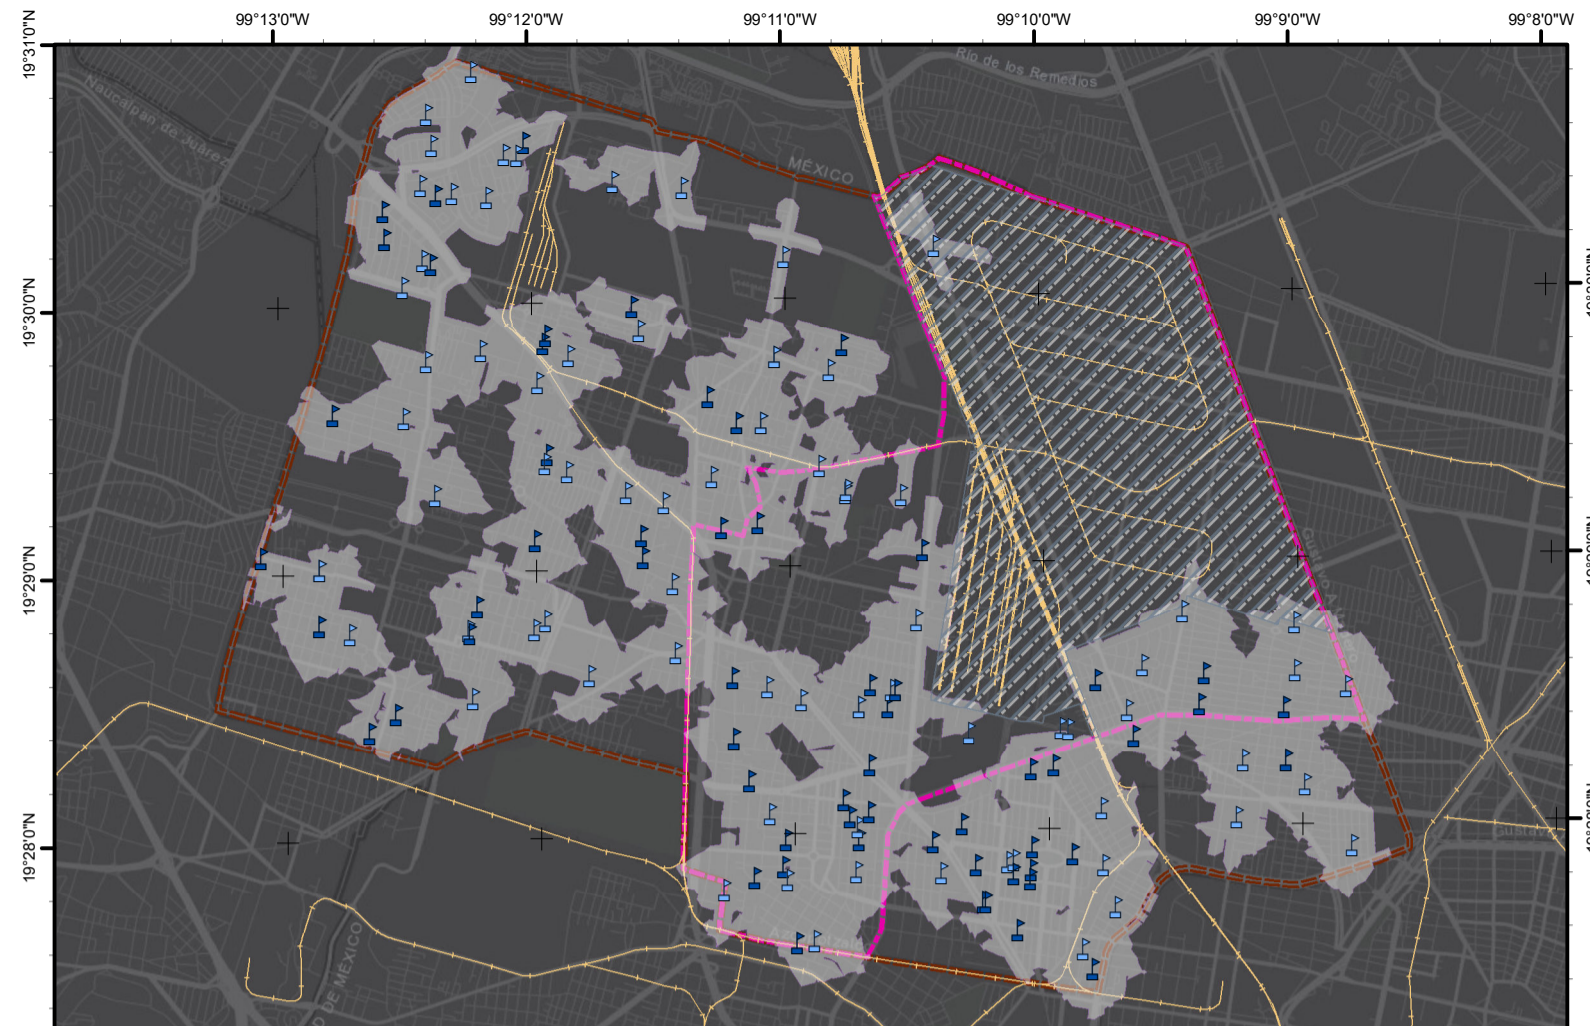 99°13'0"W
99°12'0"W
99°11'0"W
99°10'0"W
99°9'0"W
99°8'0"W
19°31'0"N
Río de los Remedios
Naucalpan de Juárez
MÉXICO
19°30'0"N
19°29'0"N
19°28'0"N
DE MÉXICO